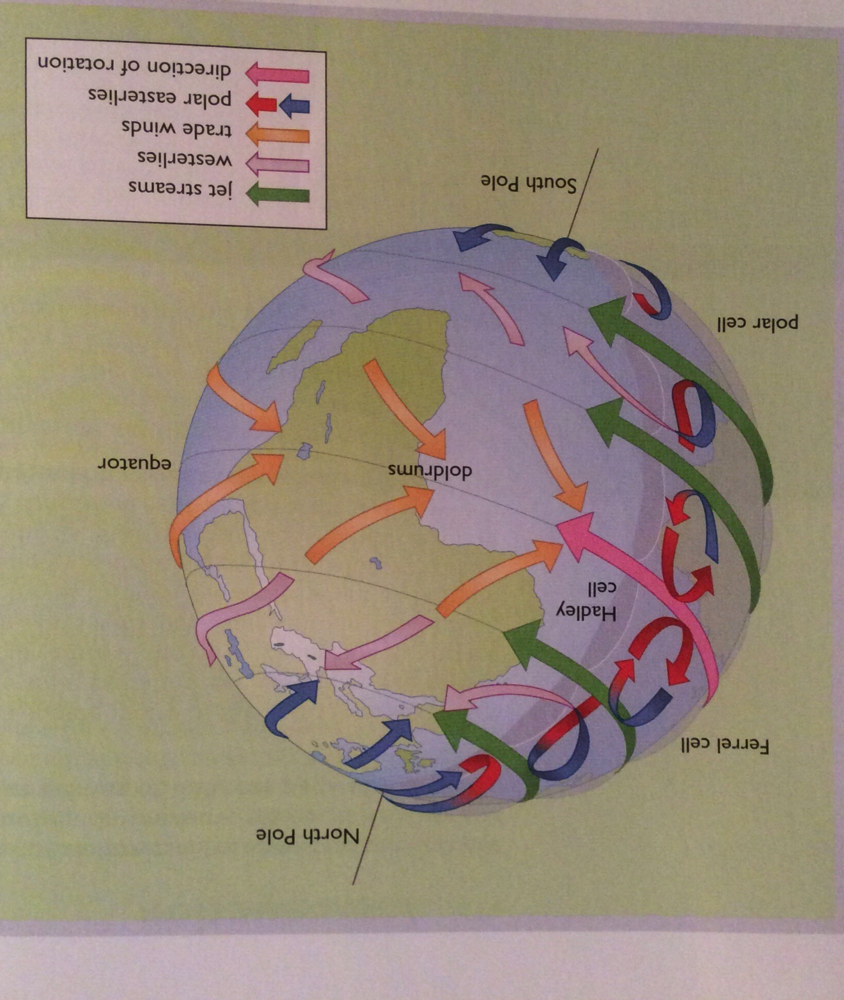 North Pole
Ferrel cell
Hadley
cell
doldrums
equator
polar cell
South Pole
jet streams
westerlies
trade winds
polar easterlies
direction of rotation